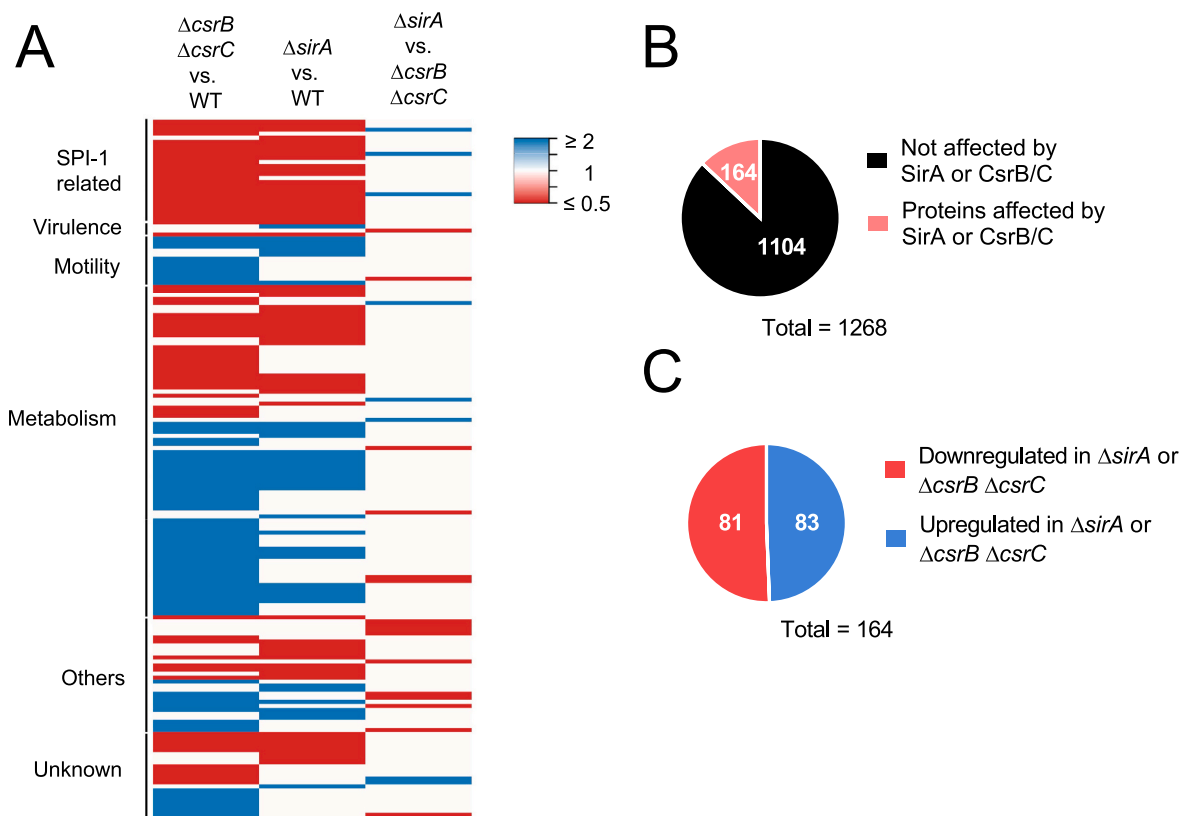 A
ΔcsrB
ΔcsrC
vs.
WT
ΔsirA
vs.
WT
ΔsirA
vs.
ΔcsrB
ΔcsrC
≥ 2
1
≤ 0.5
SPI-1
related
Virulence
Motility
Metabolism
Others
Unknown
B
164
1104
Not affected by
SirA or CsrB/C
Proteins affected by
SirA or CsrB/C
Total = 1268
C
81
83
Downregulated in ΔsirA or
ΔcsrB ΔcsrC
Upregulated in ΔsirA or
ΔcsrB ΔcsrC
Total = 164